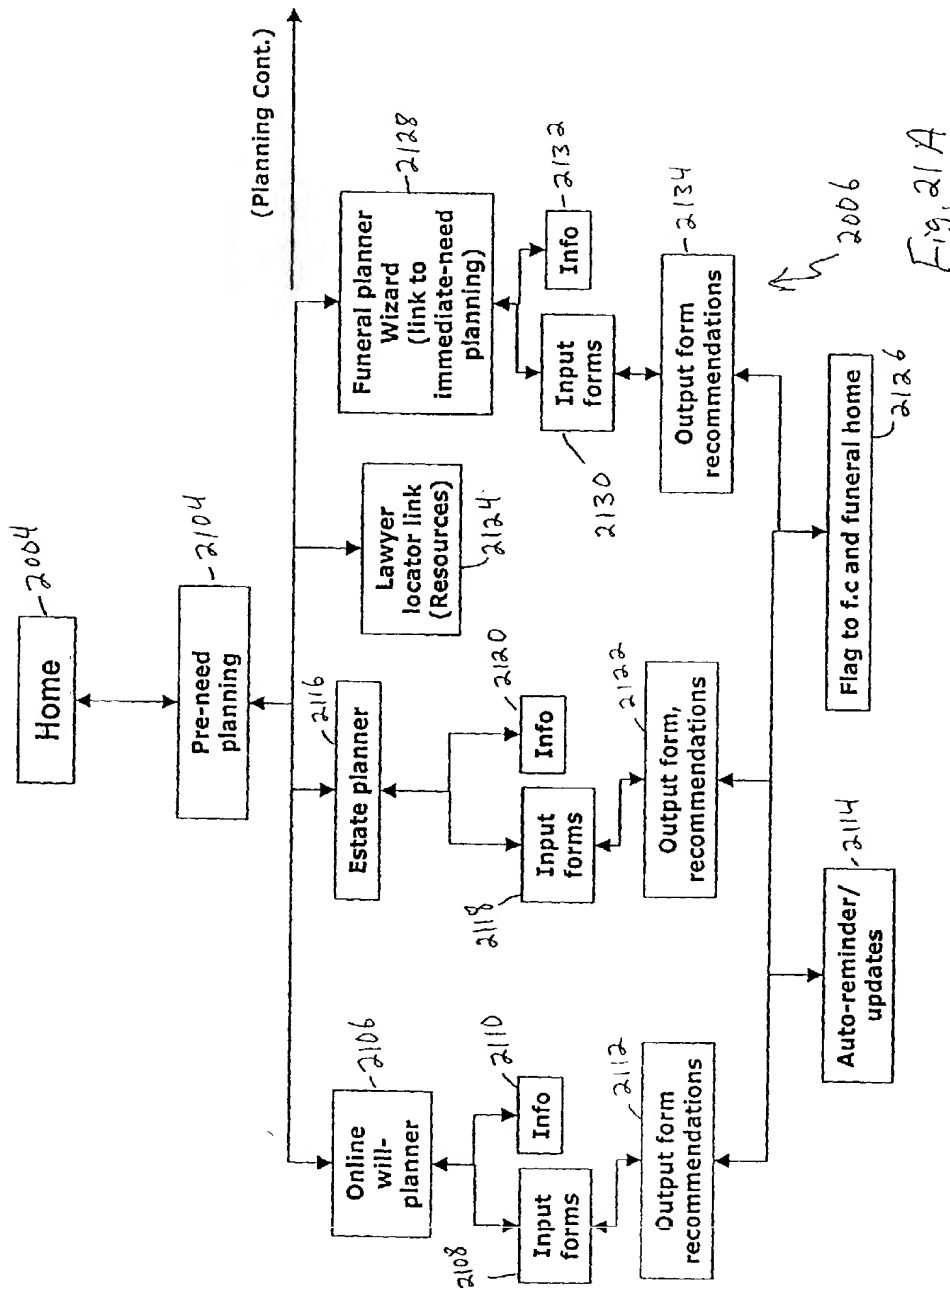 Home
2004
Pre-need
planning
2104
(Planning Cont.)
Online
will-
planner
2106
Estate planner
2116
Lawyer
locator link
(Resources)
2124
Funeral planner
Wizard
(link to
immediate-need
planning)
2128
Input
forms
2108
Info
2110
Input
forms
2118
Info
2120
Input
forms
2130
Info
2132
Output form
recommendations
2112
Output form,
recommendations
2122
Output form
recommendations
2134
Auto-reminder/
updates
2114
Flag to f.c and funeral home
2126
2006
Fig. 21A